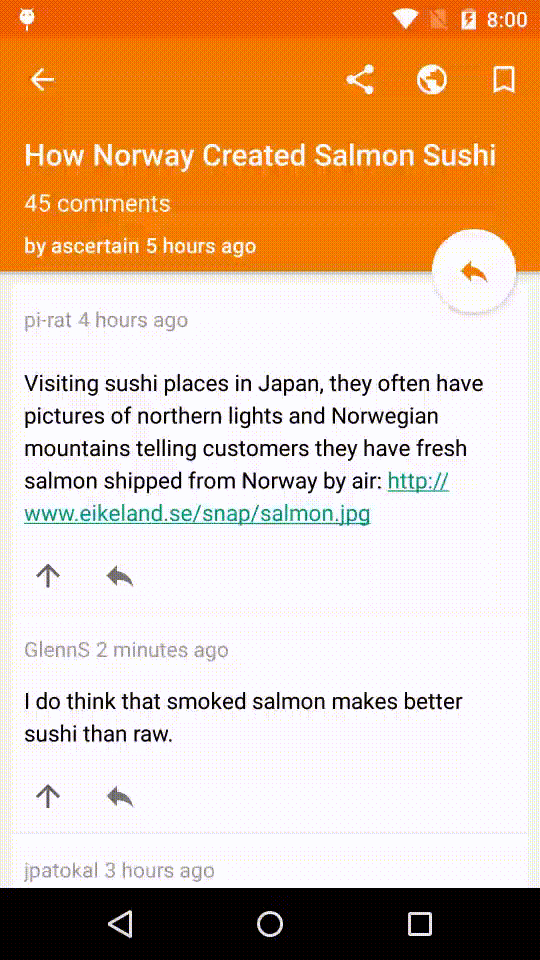 8:00
How Norway Created Salmon Sushi
45 comments
by ascertain 5 hours ago
pi-rat 4 hours ago
Visiting sushi places in Japan, they often have
pictures of northern lights and Norwegian
mountains telling customers they have fresh
salmon shipped from Norway by air: http://
www.eikeland.se/snap/salmon.jpg
GlennS 2 minutes ago
I do think that smoked salmon makes better
sushi than raw.
jpatokal 3 hours ago